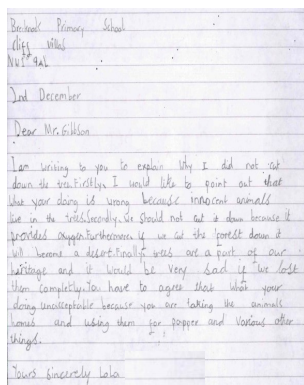 Brecknock Primary School
cliff villas
NW1 9AL
2nd December
Dear Mr. Gibbson
I am writing to you to explain why I did not cut
down the tree. Firstly, I would like to point out that
what your doing is wrong because innocent animals
live in the trees. Secondly, We should not cut it down because it
provides oxygen. Furthermore, if we cut the forest down it
will become a desert. Finally, trees are a part of our
heritage and it would be very sad if we lost
them completly. You have to agree that what your
doing unacceptable because you are taking the animals
homes and using them for papper and various other
things.
Yours sincerely Lola